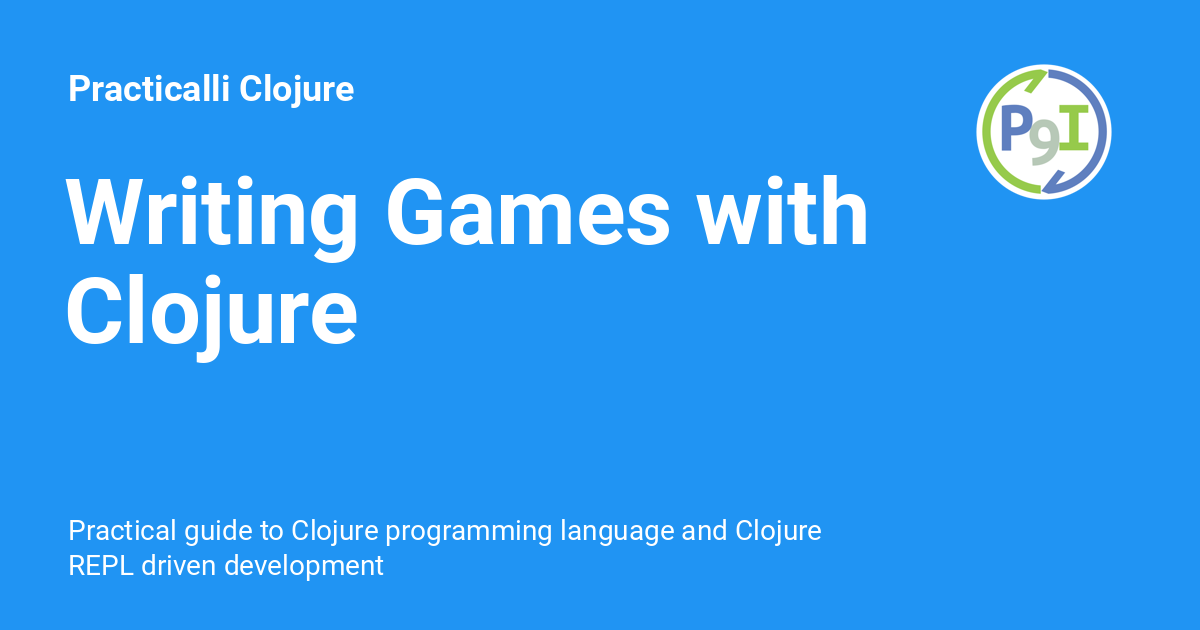 Practicalli Clojure
P9I
Writing Games with
Clojure
Practical guide to Clojure programming language and Clojure
REPL driven development